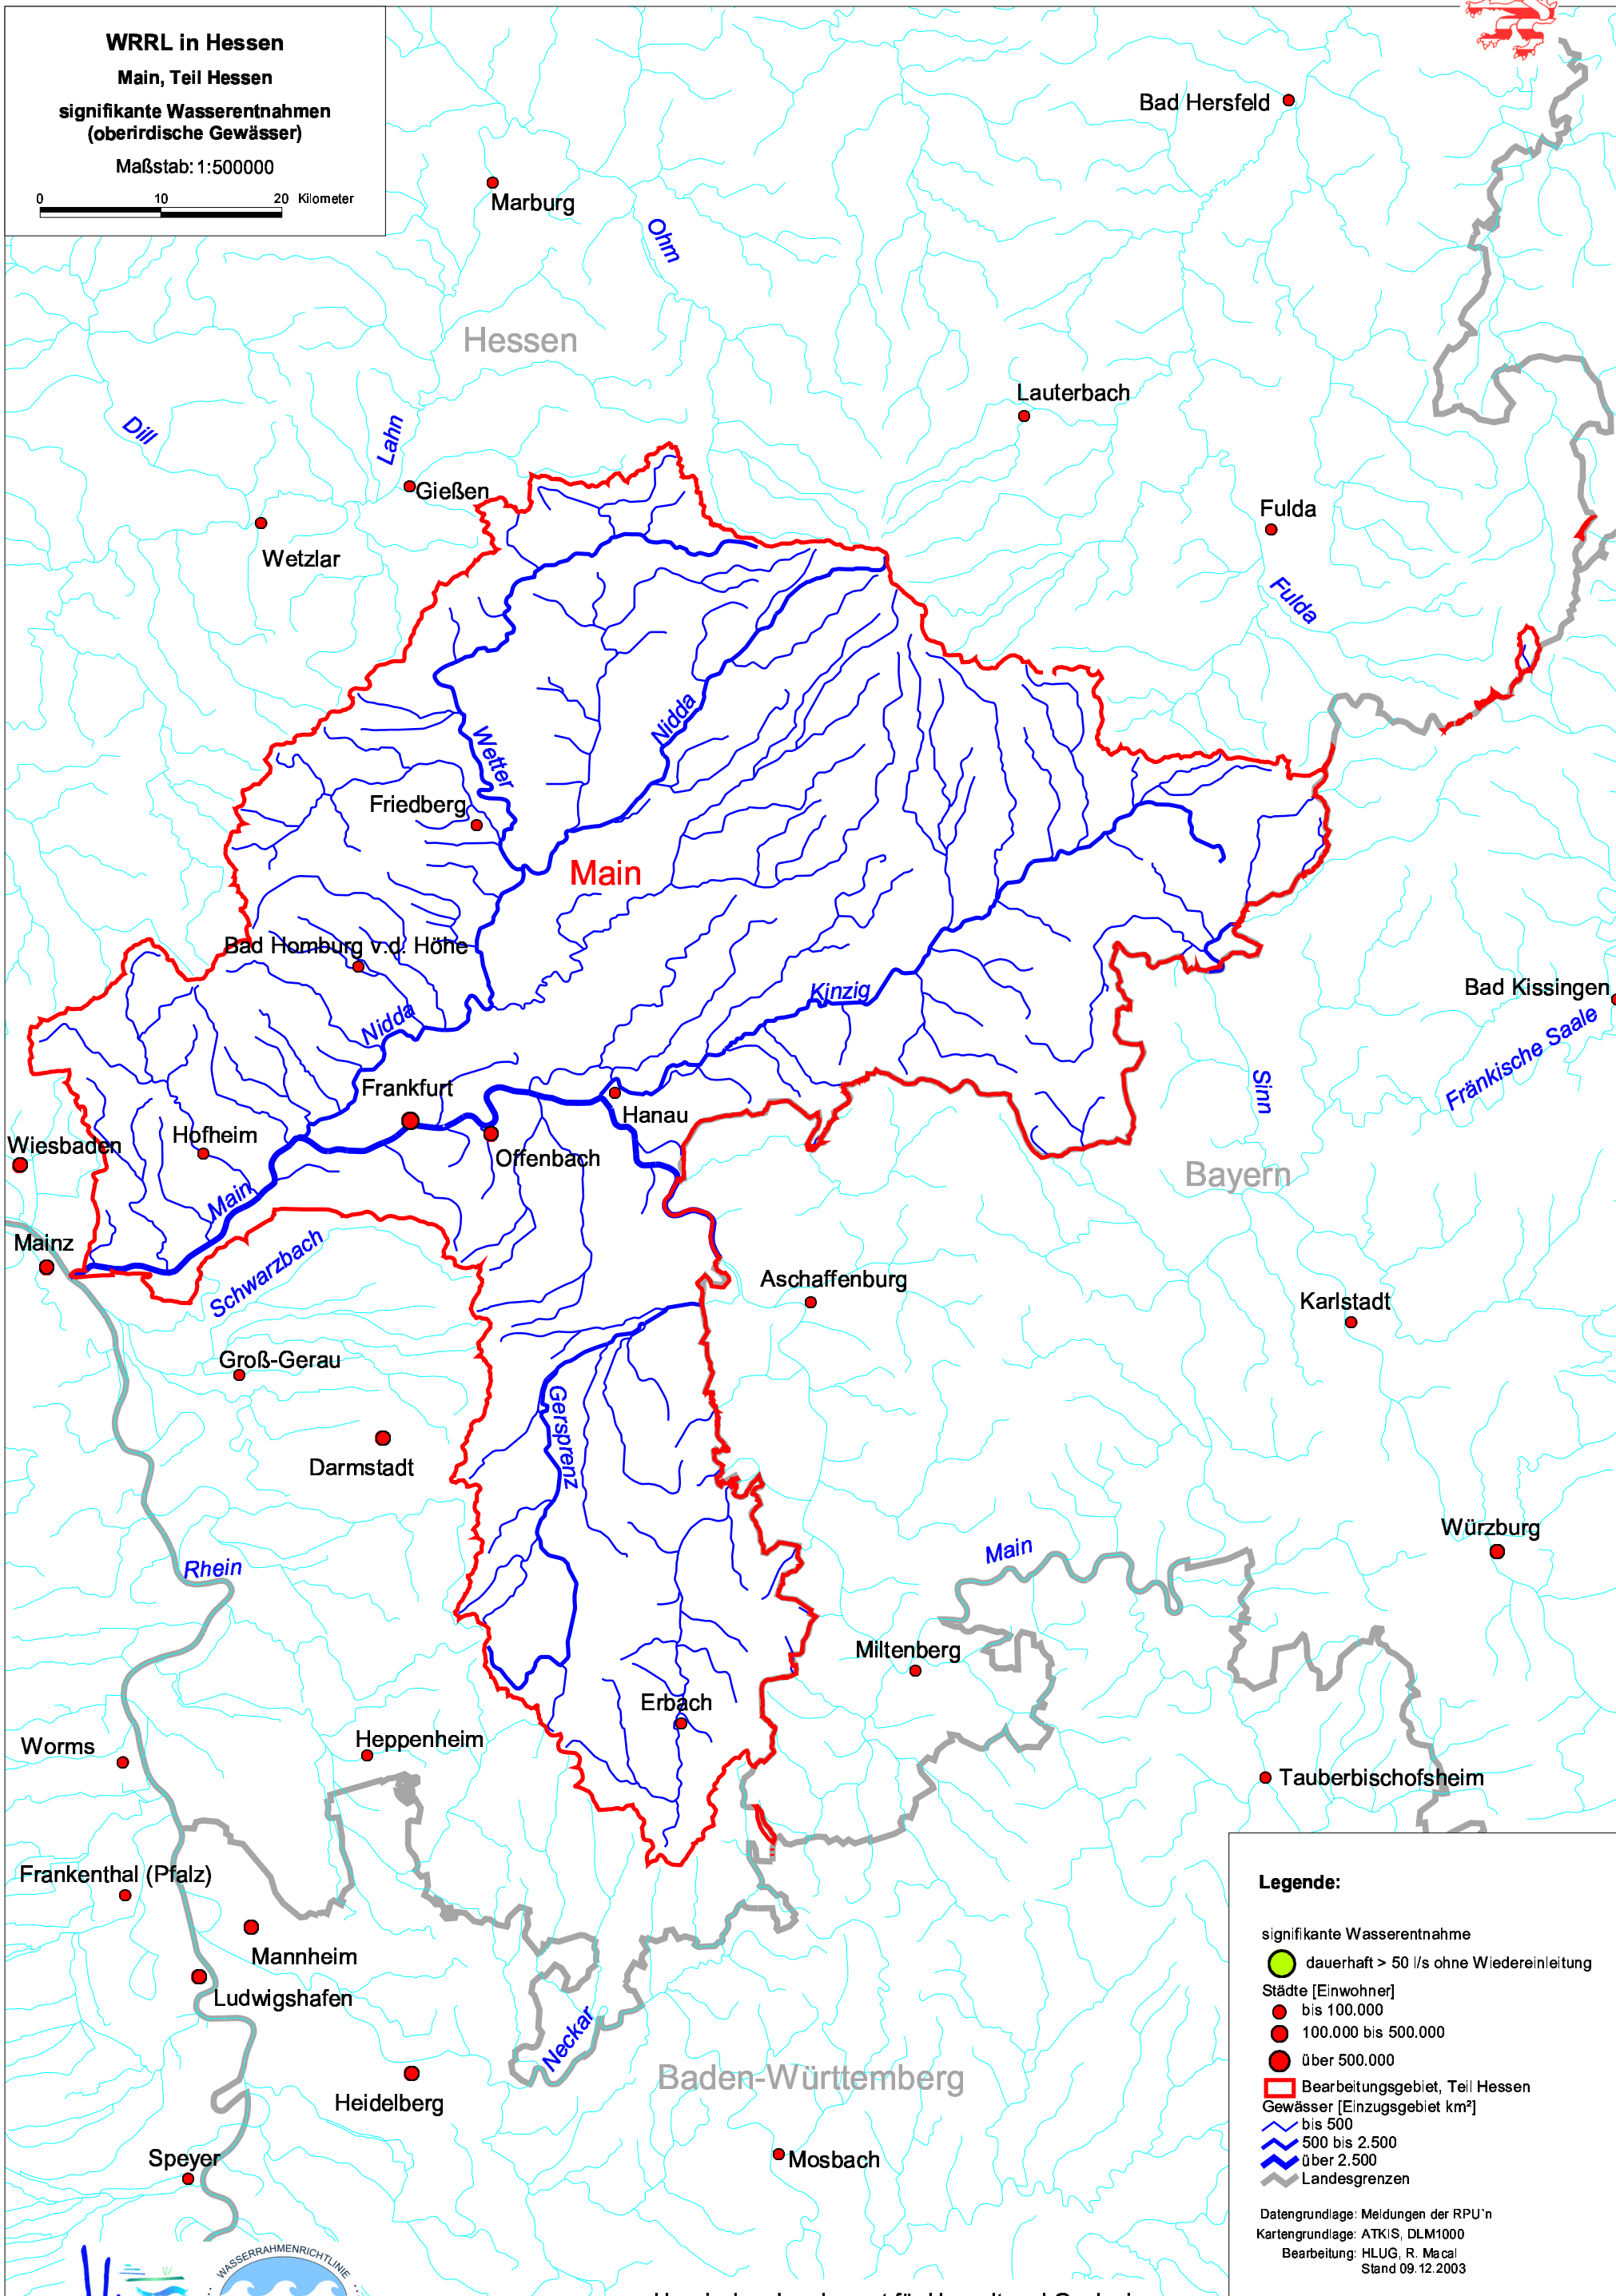 WRRL in Hessen
Main, Teil Hessen
signifikante Wasserentnahmen
(oberirdische Gewässer)
Maßstab: 1:500000
0 10 20 Kilometer
Bad Hersfeld
Marburg
Ohm
Hessen
Lauterbach
Dill
Lahn
Gießen
Fulda
Wetzlar
Fulda
Nidda
Wetter
Friedberg
Main
Bad Homburg v.d. Höhe
Kinzig
Bad Kissingen
Nidda
Fränkische Saale
Frankfurt
Sinn
Hanau
Wiesbaden
Hofheim
Offenbach
Bayern
Main
Mainz
Schwarzbach
Aschaffenburg
Karlstadt
Groß-Gerau
Gersprenz
Darmstadt
Würzburg
Main
Rhein
Miltenberg
Erbach
Heppenheim
Worms
Tauberbischofsheim
Frankenthal (Pfalz)
Mannheim
Ludwigshafen
Neckar
Baden-Württemberg
Heidelberg
Speyer
Mosbach
Legende:
signifikante Wasserentnahme
dauerhaft > 50 l/s ohne Wiedereinleitung
Städte [Einwohner]
bis 100.000
100.000 bis 500.000
über 500.000
Bearbeitungsgebiet, Teil Hessen
Gewässer [Einzugsgebiet km²]
bis 500
500 bis 2.500
über 2.500
Landesgrenzen
Datengrundlage: Meldungen der RPU`n
Kartengrundlage: ATKIS, DLM1000
Bearbeitung: HLUG, R. Macal
Stand 09.12.2003
WASSERRAHMENRICHTLINIE